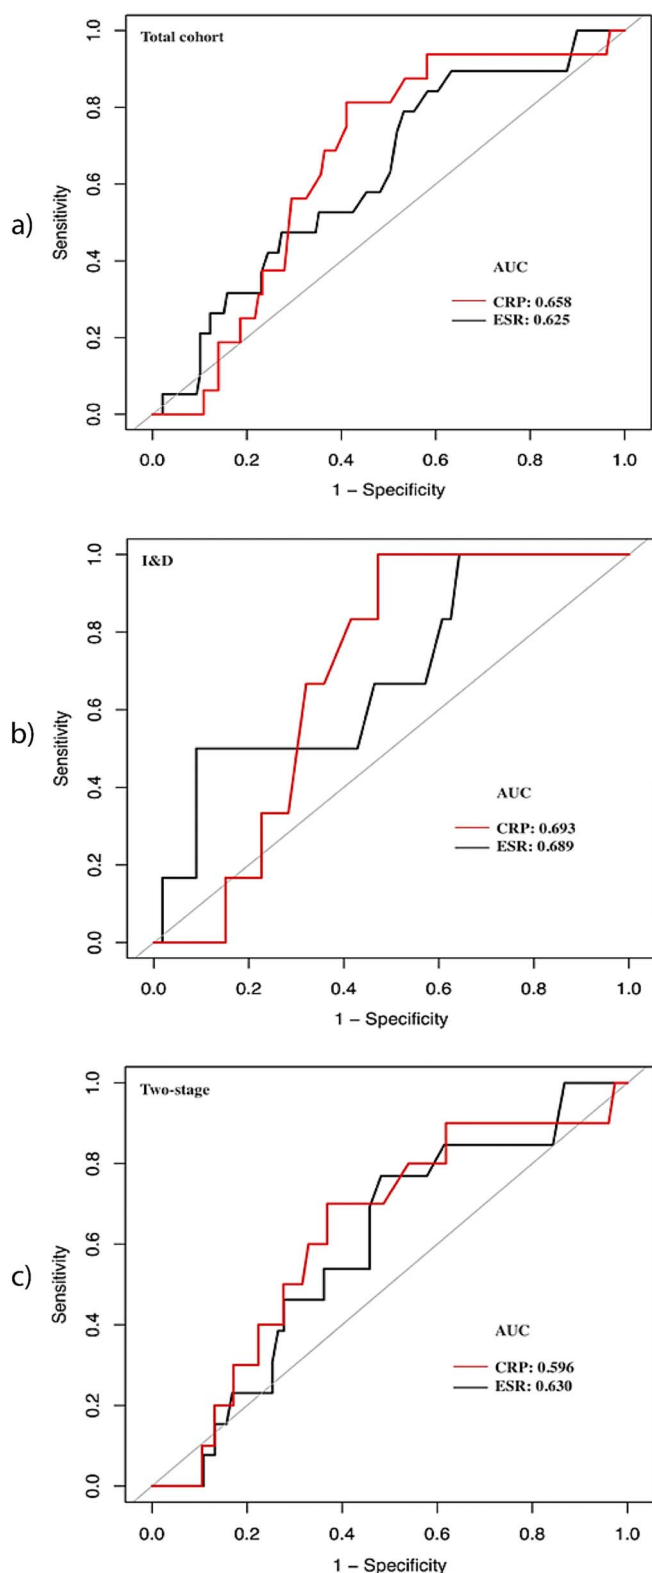 a)
Total cohort
Sensitivity
1.0
0.8
0.6
0.4
0.2
0.0
AUC
CRP: 0.658
ESR: 0.625
0.0 0.2 0.4 0.6 0.8 1.0
1 – Specificity
b)
I&D
Sensitivity
1.0
0.8
0.6
0.4
0.2
0.0
AUC
CRP: 0.693
ESR: 0.689
0.0 0.2 0.4 0.6 0.8 1.0
1 – Specificity
c)
Two-stage
Sensitivity
1.0
0.8
0.6
0.4
0.2
0.0
AUC
CRP: 0.596
ESR: 0.630
0.0 0.2 0.4 0.6 0.8 1.0
1 – Specificity